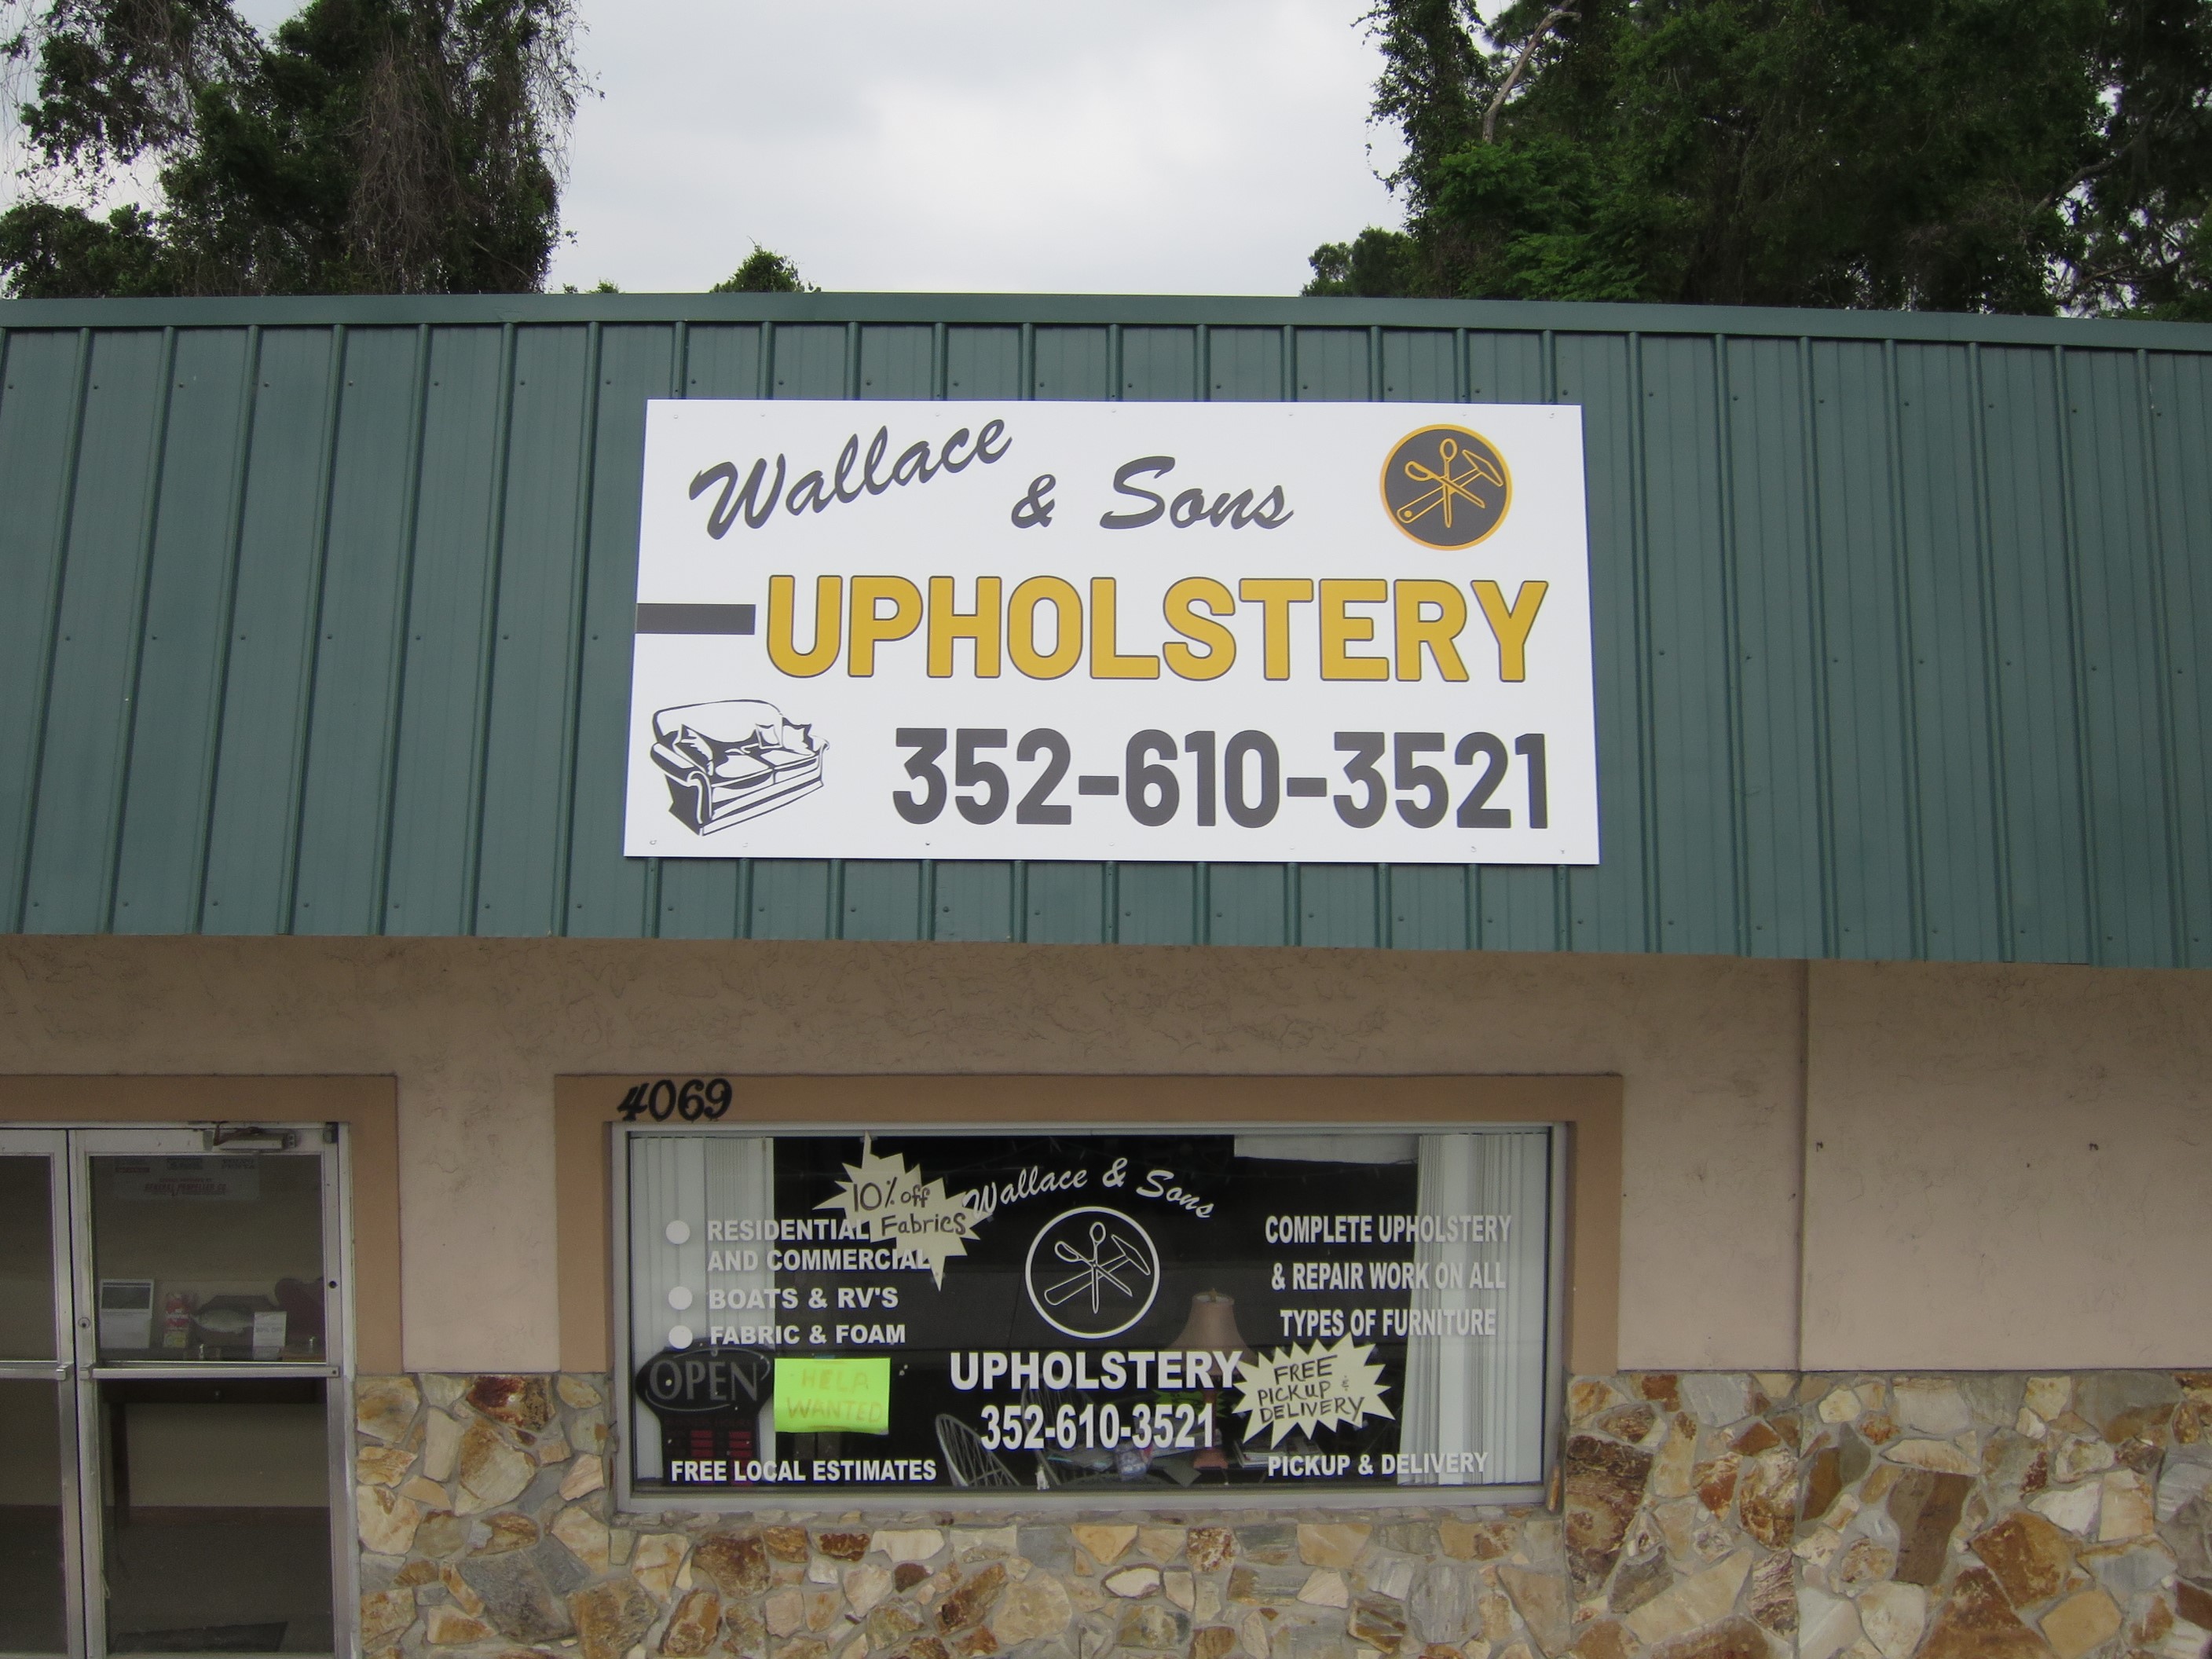 Wallace & Sons
UPHOLSTERY
352-610-3521
4069
10% off
Fabrics
Wallace & Sons
RESIDENTIAL
AND COMMERCIAL
BOATS & RV'S
FABRIC & FOAM
OPEN
HELP
WANTED
FREE LOCAL ESTIMATES
UPHOLSTERY
352-610-3521
COMPLETE UPHOLSTERY
& REPAIR WORK ON ALL
TYPES OF FURNITURE
FREE
PICKUP &
DELIVERY
PICKUP & DELIVERY